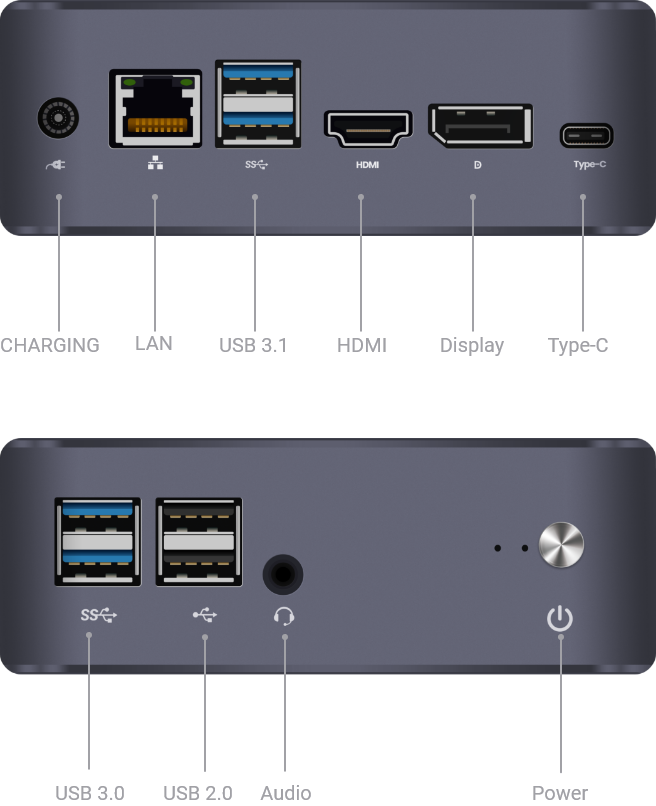 SS
HDMI
D
Type-C
CHARGING LAN USB 3.1 HDMI Display Type-C
SS
USB 3.0 USB 2.0 Audio Power